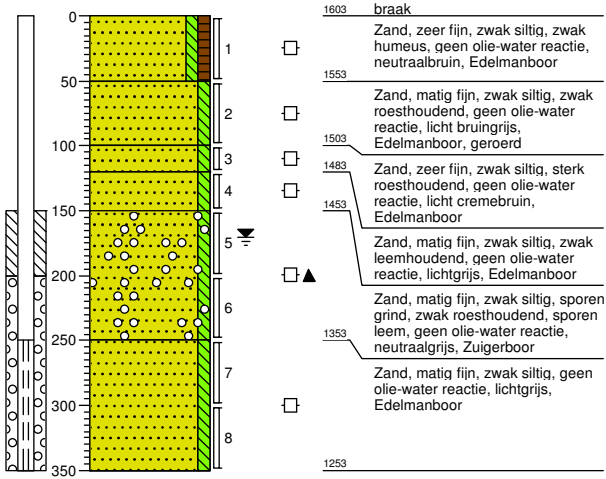 0
50
100
150
200
250
300
350
1
2
3
4
5
6
7
8
1603 braak
Zand, zeer fijn, zwak siltig, zwak
humeus, geen olie-water reactie,
neutraalbruin, Edelmanboor
1553
Zand, matig fijn, zwak siltig, zwak
roesthoudend, geen olie-water
reactie, licht bruingrijs,
Edelmanboor, geroerd
1503
Zand, zeer fijn, zwak siltig, sterk
roesthoudend, geen olie-water
reactie, licht cremebruin,
Edelmanboor
1483
Zand, matig fijn, zwak siltig, zwak
leemhoudend, geen olie-water
reactie, lichtgrijs, Edelmanboor
1453
Zand, matig fijn, zwak siltig, sporen
grind, zwak roesthoudend, sporen
leem, geen olie-water reactie,
neutraalgrijs, Zuigerboor
1353
Zand, matig fijn, zwak siltig, geen
olie-water reactie, lichtgrijs,
Edelmanboor
1253